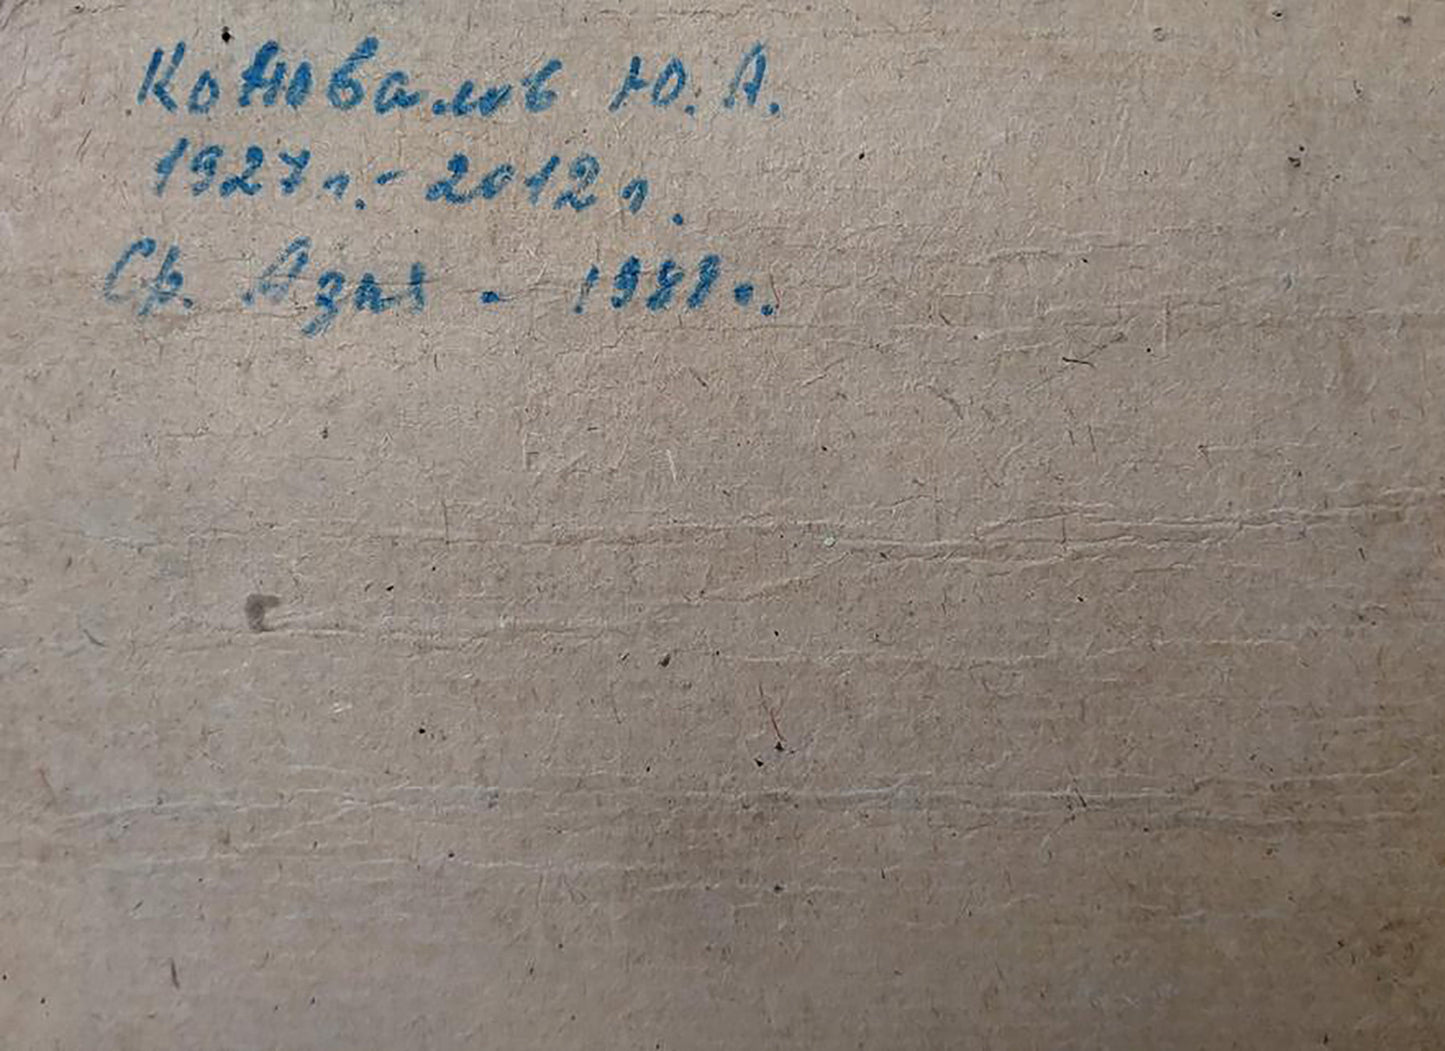 Коновалов Ю. А.
1927 г. - 2012 г.
Ср. Азия - 1988 г.